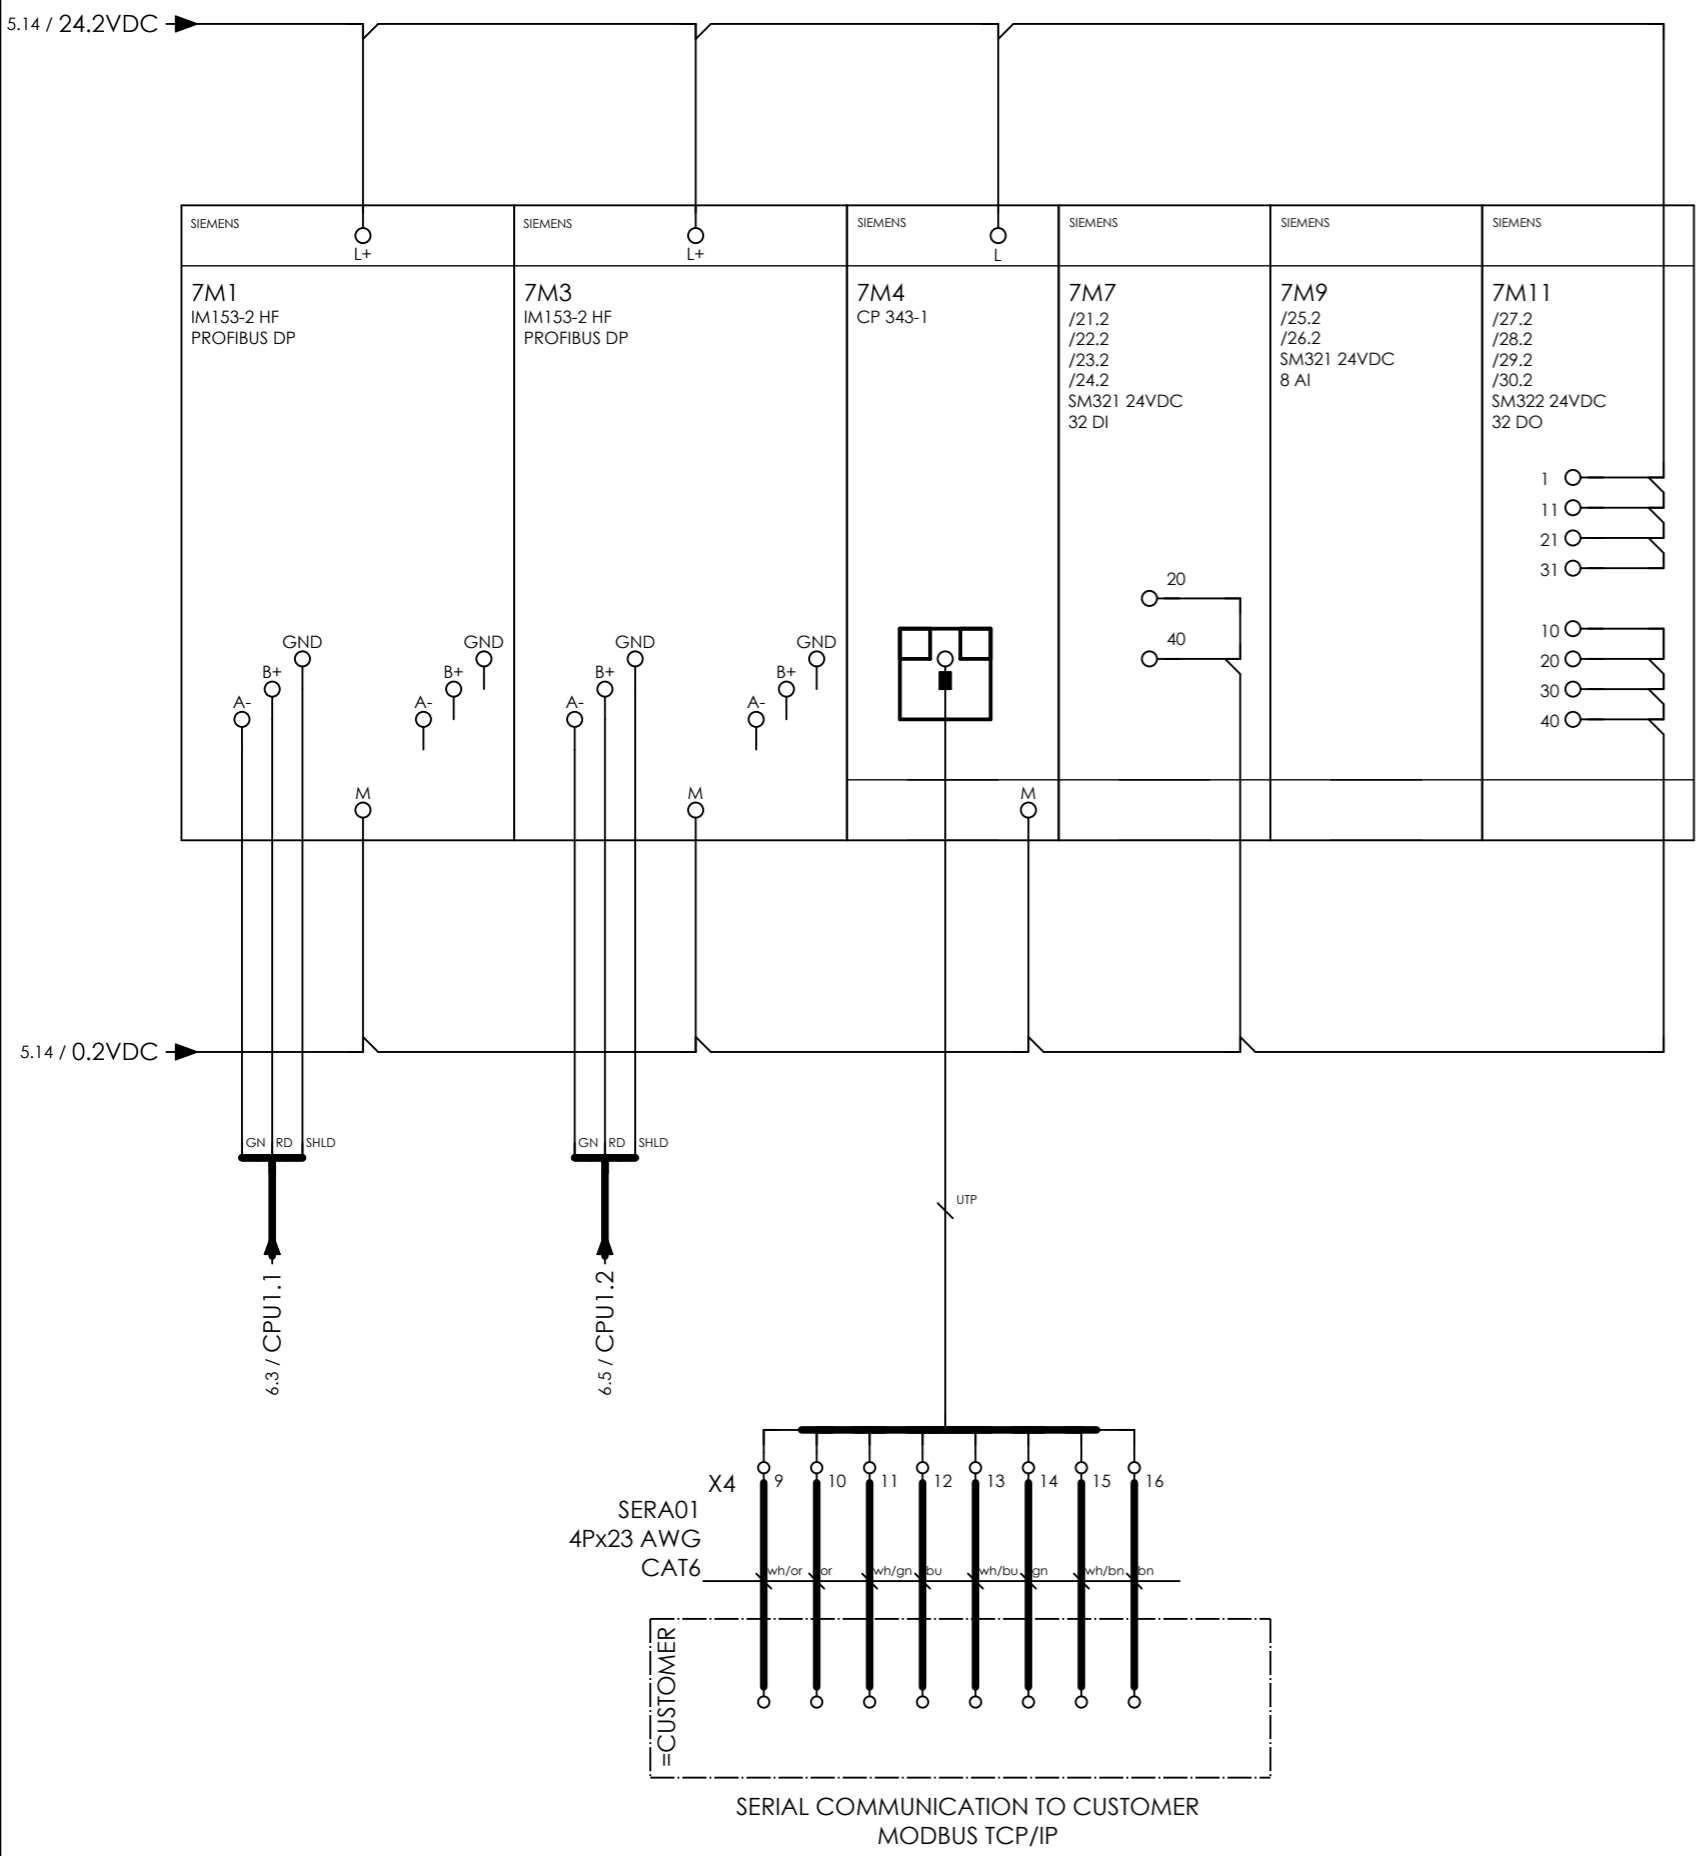 5.14 / 24.2VDC
SIEMENS
L+
SIEMENS
L+
SIEMENS
L
SIEMENS
SIEMENS
SIEMENS
7M1
IM153-2 HF
PROFIBUS DP
7M3
IM153-2 HF
PROFIBUS DP
7M4
CP 343-1
7M7
/21.2
/22.2
/23.2
/24.2
SM321 24VDC
32 DI
7M9
/25.2
/26.2
SM321 24VDC
8 AI
7M11
/27.2
/28.2
/29.2
/30.2
SM322 24VDC
32 DO
1
11
21
31
10
20
30
40
20
40
A-
B+
GND
A-
B+
GND
M
A-
B+
GND
A-
B+
GND
M
M
5.14 / 0.2VDC
GN RD SHLD
GN RD SHLD
6.3 / CPU1.1
6.5 / CPU1.2
UTP
X4 9 10 11 12 13 14 15 16
SERA01
4Px23 AWG
CAT6
wh/or or wh/gn bu wh/bu gn wh/bn bn
=CUSTOMER
SERIAL COMMUNICATION TO CUSTOMER
MODBUS TCP/IP